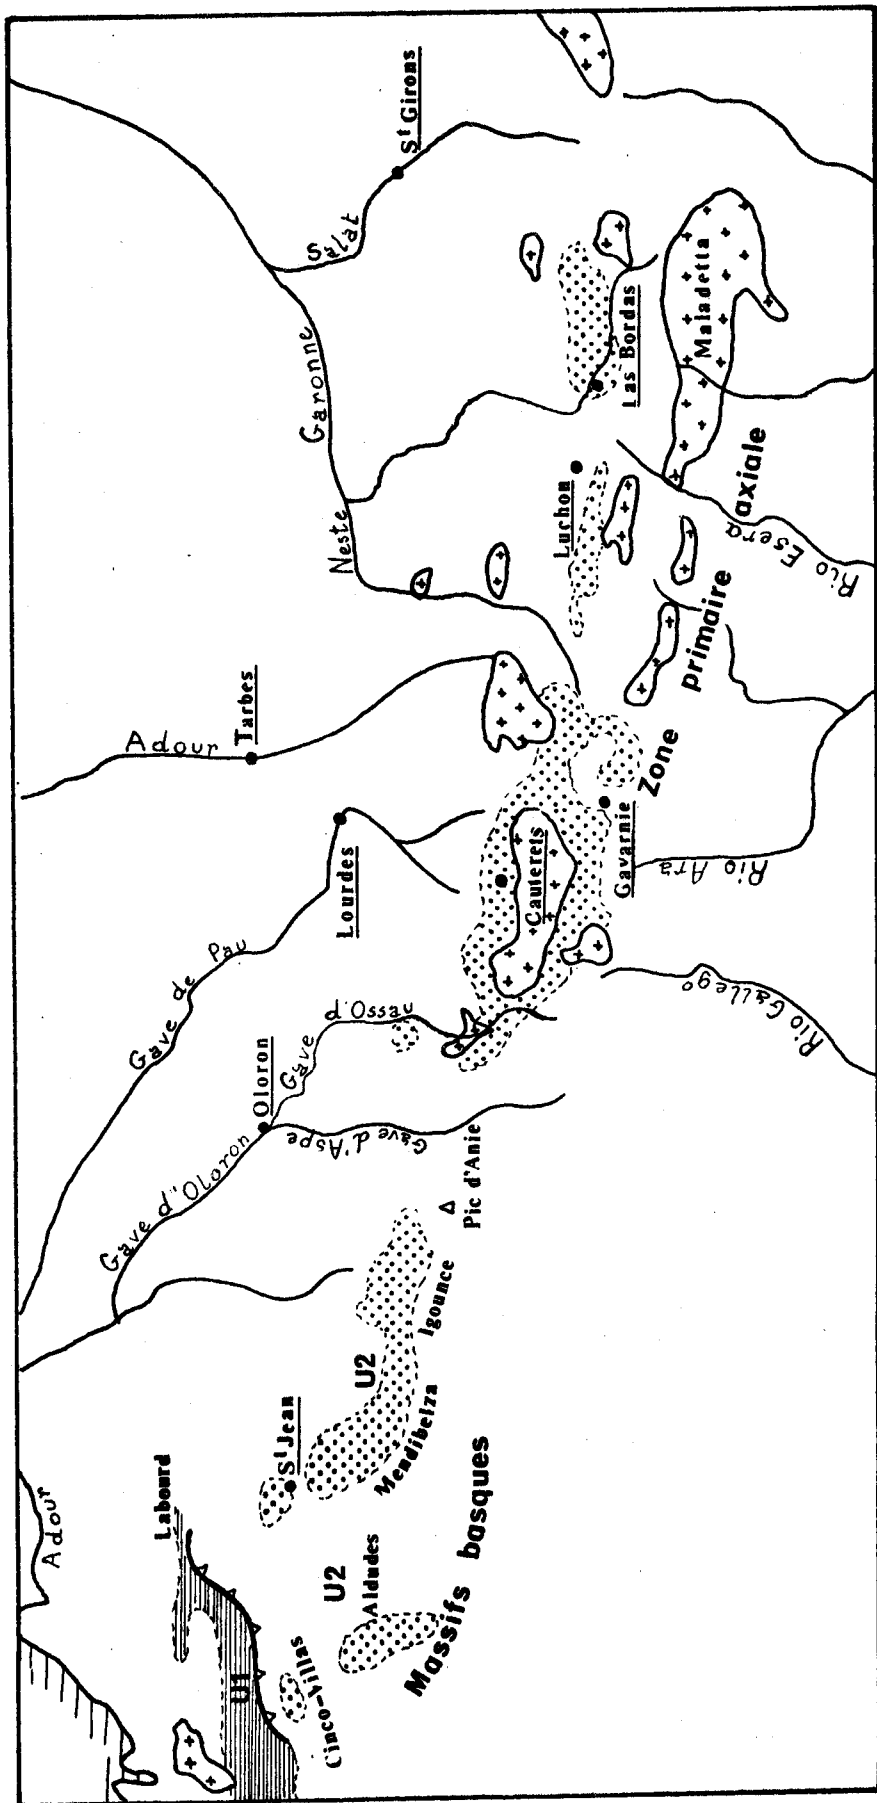 Adour
Labourd
U1
Cinco-Villas
U2
Aldudes
Massifs basques
St Jean
U2
Mendibelza
Igounce
Pic d'Anie
Gave d'Oloron
Oloron
Gave d'Aspe
Gave d'Ossau
Gave de Pau
Lourdes
Adour
Tarbes
Cauterets
Gavarnie
Rio Gallego
Rio Ara
Zone primaire axiale
Neste
Garonne
Luchon
Rio Esera
Las Bordas
Maladetta
Salat
St Girons